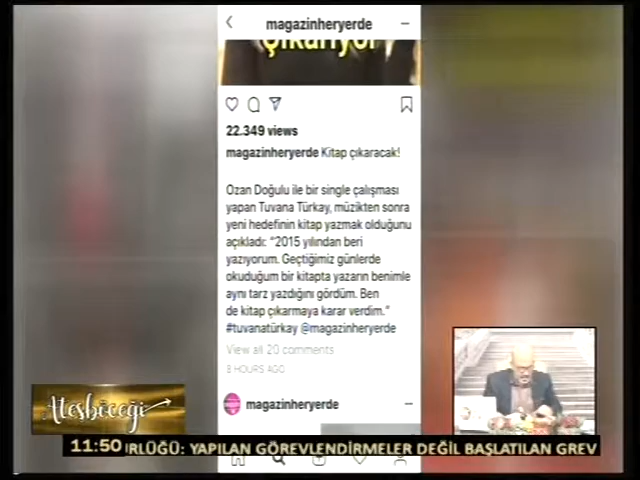 magazinheryerde
Çıkarıyor
22.349 views
magazinheryerde Kitap çıkaracak!
Ozan Doğulu ile bir single çalışması
yapan Tuvana Türkay, müzikten sonra
yeni hedefinin kitap yazmak olduğunu
açıkladı: "2015 yılından beri
yazıyorum. Geçtiğimiz günlerde
okuduğum bir kitapta yazarın benimle
aynı tarz yazdığını gördüm. Ben
de kitap çıkarmaya karar verdim."
#tuvanatürkay @magazinheryerde
View all 20 comments
8 HOURS AGO
magazinheryerde
Ateşböceği
11:50 IRLÜĞÜ: YAPILAN GÖREVLENDİRMELER DEĞİL BAŞLATILAN GREV